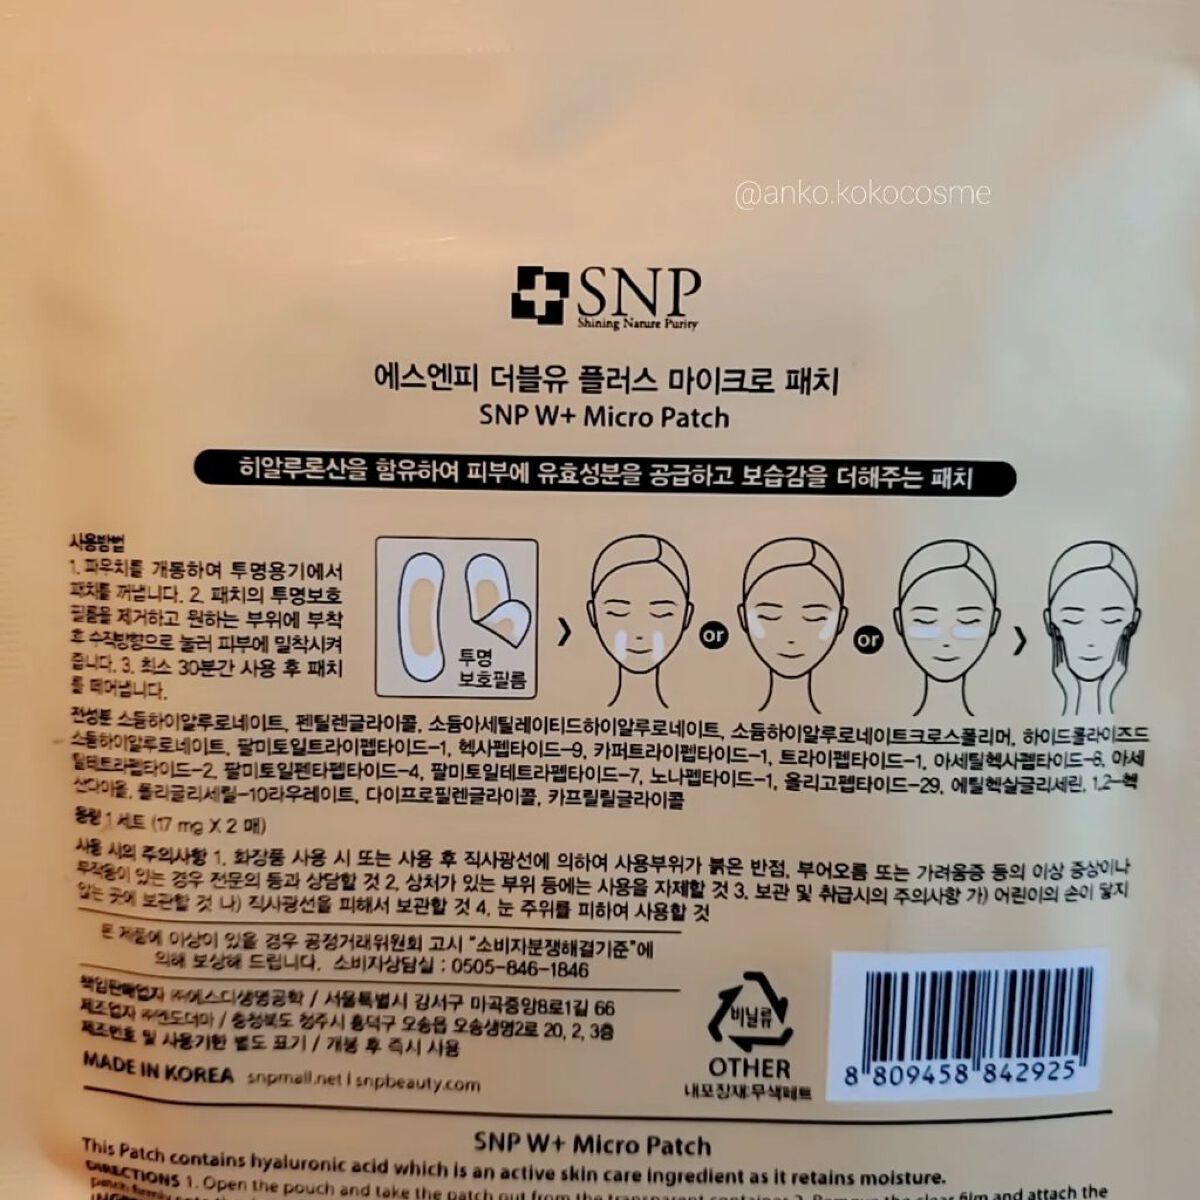 @anko.kokocosme
SNP
Shining Nature Purity
에스엔피 더블유 플러스 마이크로 패치
SNP W+ Micro Patch
히알루론산을 함유하여 피부에 유효성분을 공급하고 보습감을 더해주는 패치
사용방법
1. 파우치를 개봉하여 투명용기에서
패치를 꺼냅니다. 2. 패치의 투명보호
필름을 제거하고 원하는 부위에 부착
후 수직방향으로 눌러 피부에 밀착시켜
줍니다. 3. 최소 30분간 사용 후 패치
를 떼어냅니다.
투명
보호필름
or
or
전성분 소듐하이알루로네이트, 펜틸렌글라이콜, 소듐아세틸레이티드하이알루로네이트, 소듐하이알루로네이트크로스폴리머, 하이드롤라이즈드
소듐하이알루로네이트, 팔미토일트라이펩타이드-1, 헥사펩타이드-9, 카퍼트라이펩타이드-1, 트라이펩타이드-1, 아세틸헥사펩타이드-8, 아세
틸테트라펩타이드-2, 팔미토일펜타펩타이드-4, 팔미토일테트라펩타이드-7, 노나펩타이드-1, 올리고펩타이드-29, 에틸헥실글리세린, 1,2-헥
산다이올, 폴리글리세릴-10라우레이트, 다이프로필렌글라이콜, 카프릴릴글라이콜
용량 1 세트 (17 mg X 2 매)
사용 시의 주의사항 1. 화장품 사용 시 또는 사용 후 직사광선에 의하여 사용부위가 붉은 반점, 부어오름 또는 가려움증 등의 이상 증상이나
부작용이 있는 경우 전문의 등과 상담할 것 2. 상처가 있는 부위 등에는 사용을 자제할 것 3. 보관 및 취급시의 주의사항 가) 어린이의 손이 닿지
않는 곳에 보관할 것 나) 직사광선을 피해서 보관할 것 4. 눈 주위를 피하여 사용할 것
본 제품에 이상이 있을 경우 공정거래위원회 고시 "소비자분쟁해결기준"에
의해 보상해 드립니다. 소비자상담실 : 0505-846-1846
책임판매업자 ㈜에스디생명공학 / 서울특별시 강서구 마곡중앙8로1길 66
제조업자 ㈜엔도더마 / 충청북도 청주시 흥덕구 오송읍 오송생명2로 20, 2, 3층
제조번호 및 사용기한 별도 표기 / 개봉 후 즉시 사용
MADE IN KOREA snpmall.net l snpbeauty.com
비닐류
OTHER
내포장재:무색페트
8 809458 842925
SNP W+ Micro Patch
This Patch contains hyaluronic acid which is an active skin care ingredient as it retains moisture.
DIRECTIONS 1. Open the pouch and take the patch out from the transparent container 2. Remove the clear film and attach the